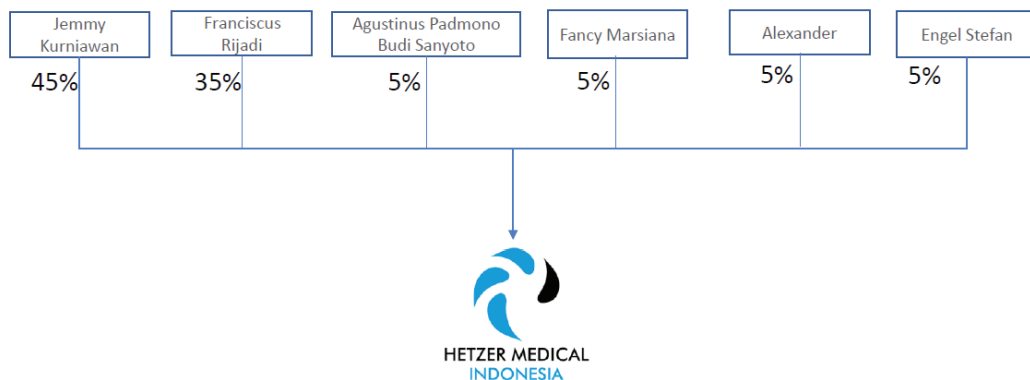 Jemmy
Kurniawan
Franciscus
Rijadi
Agustinus Padmono
Budi Sanyoto
Fancy Marsiana
Alexander
Engel Stefan
45%
35%
5%
5%
5%
5%
HETZER MEDICAL
INDONESIA